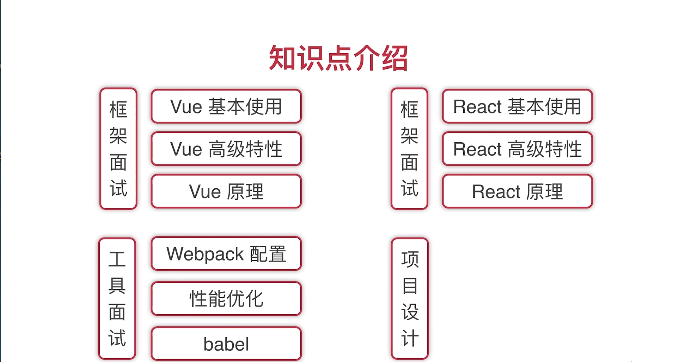 知识点介绍
框架面试
Vue 基本使用
Vue 高级特性
Vue 原理
框架面试
React 基本使用
React 高级特性
React 原理
工具面试
Webpack 配置
性能优化
babel
项目设计